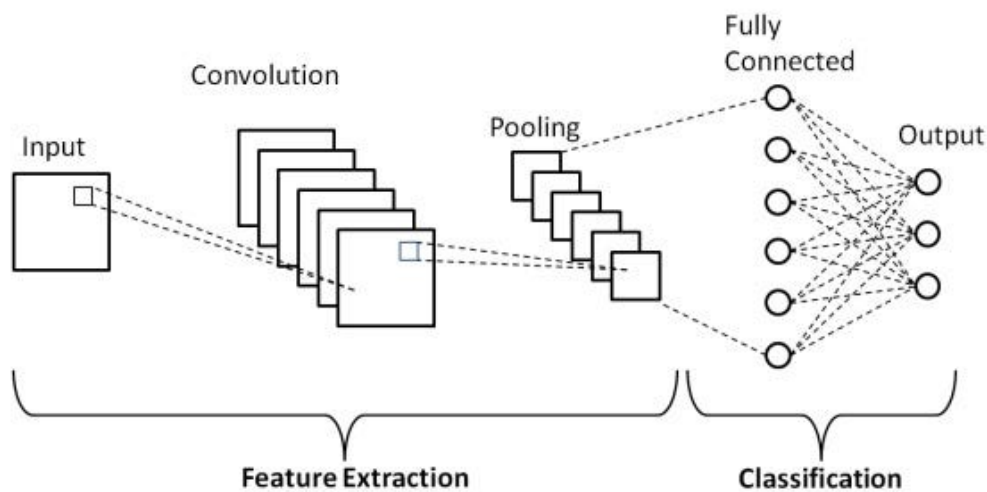 Fully
Connected
Convolution
Pooling
Output
Input
Feature Extraction
Classification